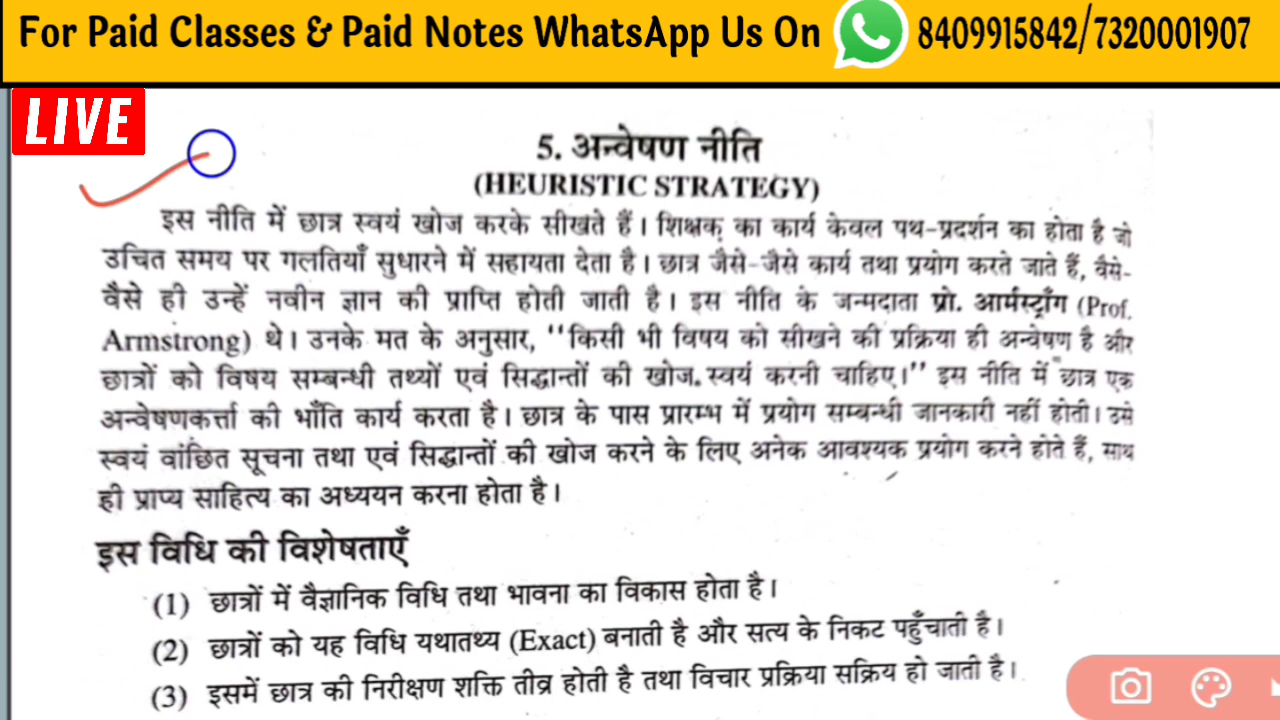 For Paid Classes & Paid Notes WhatsApp Us On 8409915842/7320001907
LIVE
5. अन्वेषण नीति
(HEURISTIC STRATEGY)
इस नीति में छात्र स्वयं खोज करके सीखते हैं। शिक्षक का कार्य केवल पथ-प्रदर्शन का होता है जो
उचित समय पर गलतियाँ सुधारने में सहायता देता है। छात्र जैसे-जैसे कार्य तथा प्रयोग करते जाते हैं, वैसे-
वैसे ही उन्हें नवीन ज्ञान की प्राप्ति होती जाती है। इस नीति के जन्मदाता प्रो. आर्मस्ट्राँग (Prof.
Armstrong) थे। उनके मत के अनुसार, ‘‘किसी भी विषय को सीखने की प्रक्रिया ही अन्वेषण है और
छात्रों को विषय सम्बन्धी तथ्यों एवं सिद्धान्तों की खोज स्वयं करनी चाहिए।’’ इस नीति में छात्र एक
अन्वेषणकर्त्ता की भाँति कार्य करता है। छात्र के पास प्रारम्भ में प्रयोग सम्बन्धी जानकारी नहीं होती। उसे
स्वयं वांछित सूचना तथा एवं सिद्धान्तों की खोज करने के लिए अनेक आवश्यक प्रयोग करने होते हैं, साथ
ही प्राप्य साहित्य का अध्ययन करना होता है।
इस विधि की विशेषताएँ
(1) छात्रों में वैज्ञानिक विधि तथा भावना का विकास होता है।
(2) छात्रों को यह विधि यथातथ्य (Exact) बनाती है और सत्य के निकट पहुँचाती है।
(3) इसमें छात्र की निरीक्षण शक्ति तीव्र होती है तथा विचार प्रक्रिया सक्रिय हो जाती है।